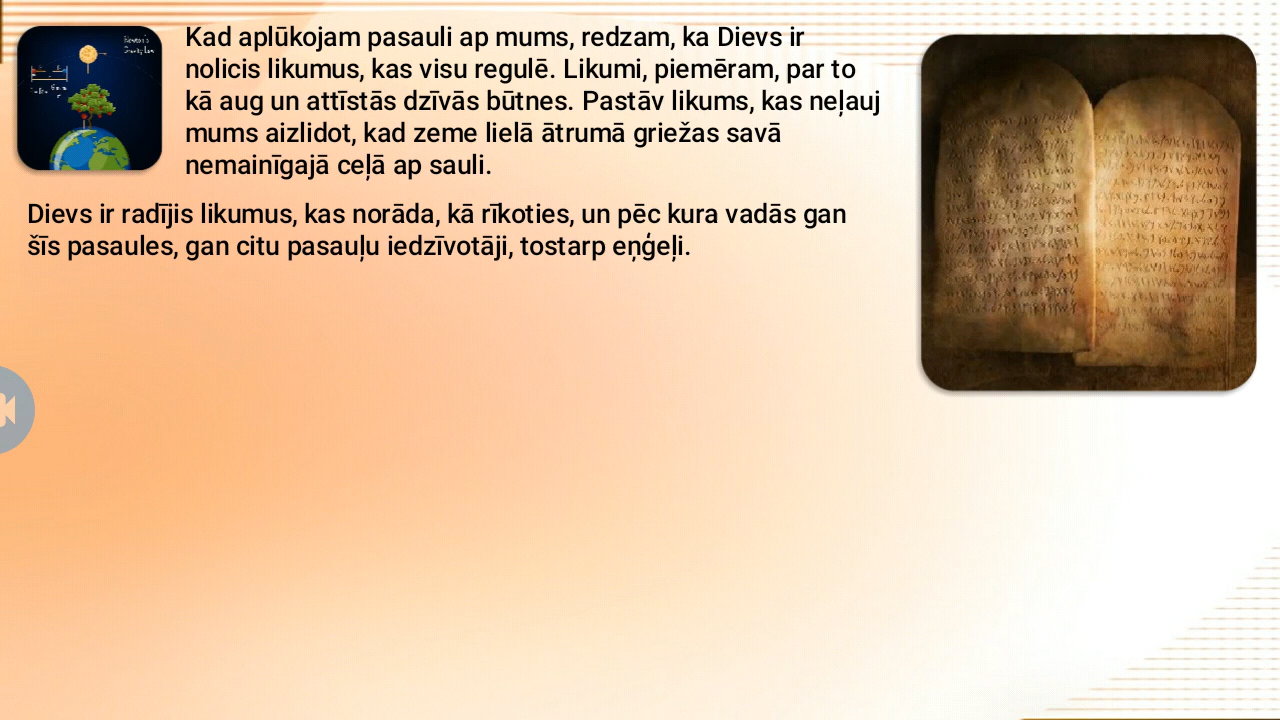 Kad aplūkojam pasauli ap mums, redzam, ka Dievs ir
nolicis likumus, kas visu regulē. Likumi, piemēram, par to
kā aug un attīstās dzīvās būtnes. Pastāv likums, kas neļauj
mums aizlidot, kad zeme lielā ātrumā griežas savā
nemainīgajā ceļā ap sauli.
Dievs ir radījis likumus, kas norāda, kā rīkoties, un pēc kura vadās gan
šīs pasaules, gan citu pasauļu iedzīvotāji, tostarp eņģeļi.